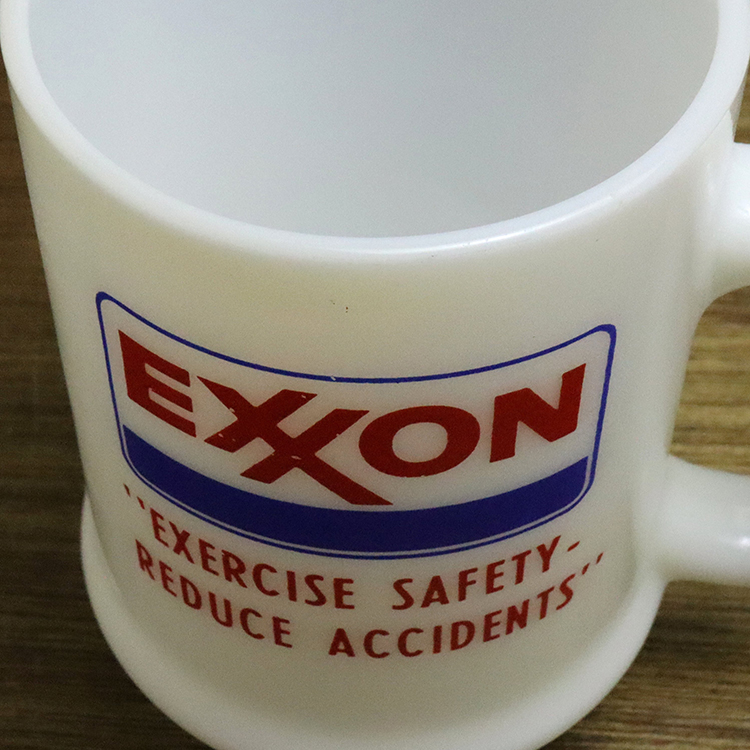 EXXON
"EXERCISE SAFETY-
REDUCE ACCIDENTS"